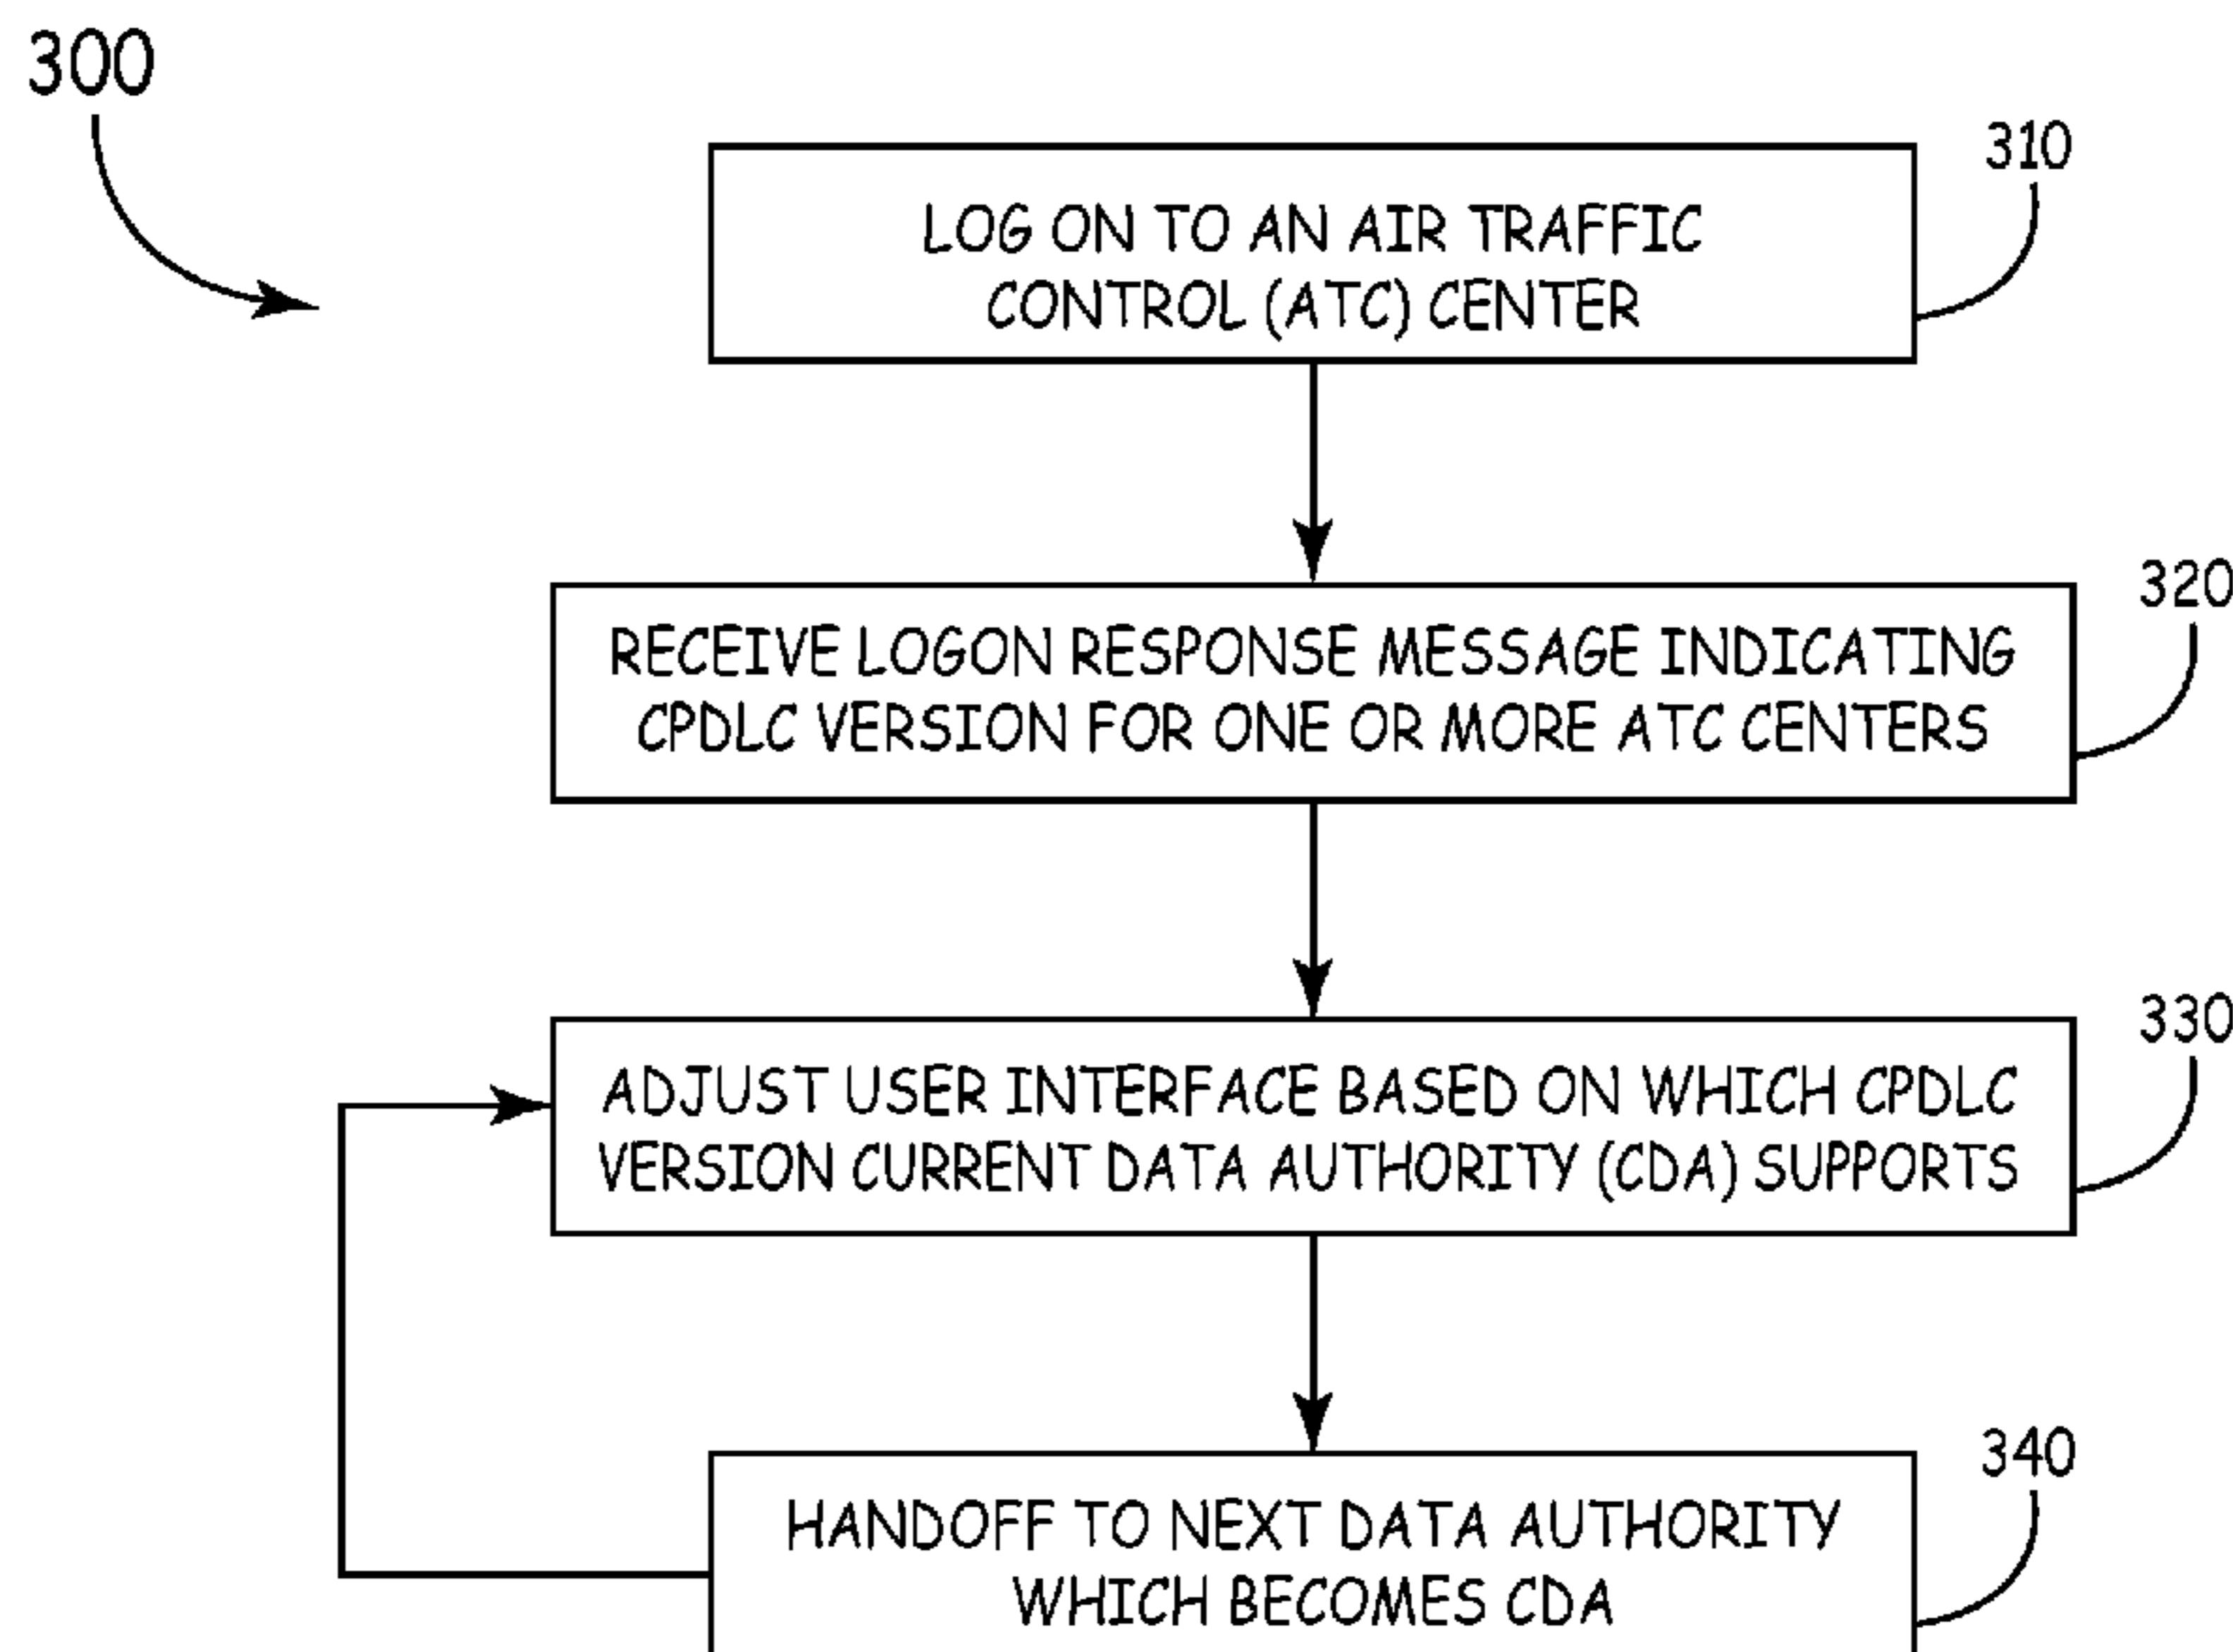 300
310
LOG ON TO AN AIR TRAFFIC
CONTROL (ATC) CENTER
320
RECEIVE LOGON RESPONSE MESSAGE INDICATING
CPDLC VERSION FOR ONE OR MORE ATC CENTERS
330
ADJUST USER INTERFACE BASED ON WHICH CPDLC
VERSION CURRENT DATA AUTHORITY (CDA) SUPPORTS
340
HANDOFF TO NEXT DATA AUTHORITY
WHICH BECOMES CDA